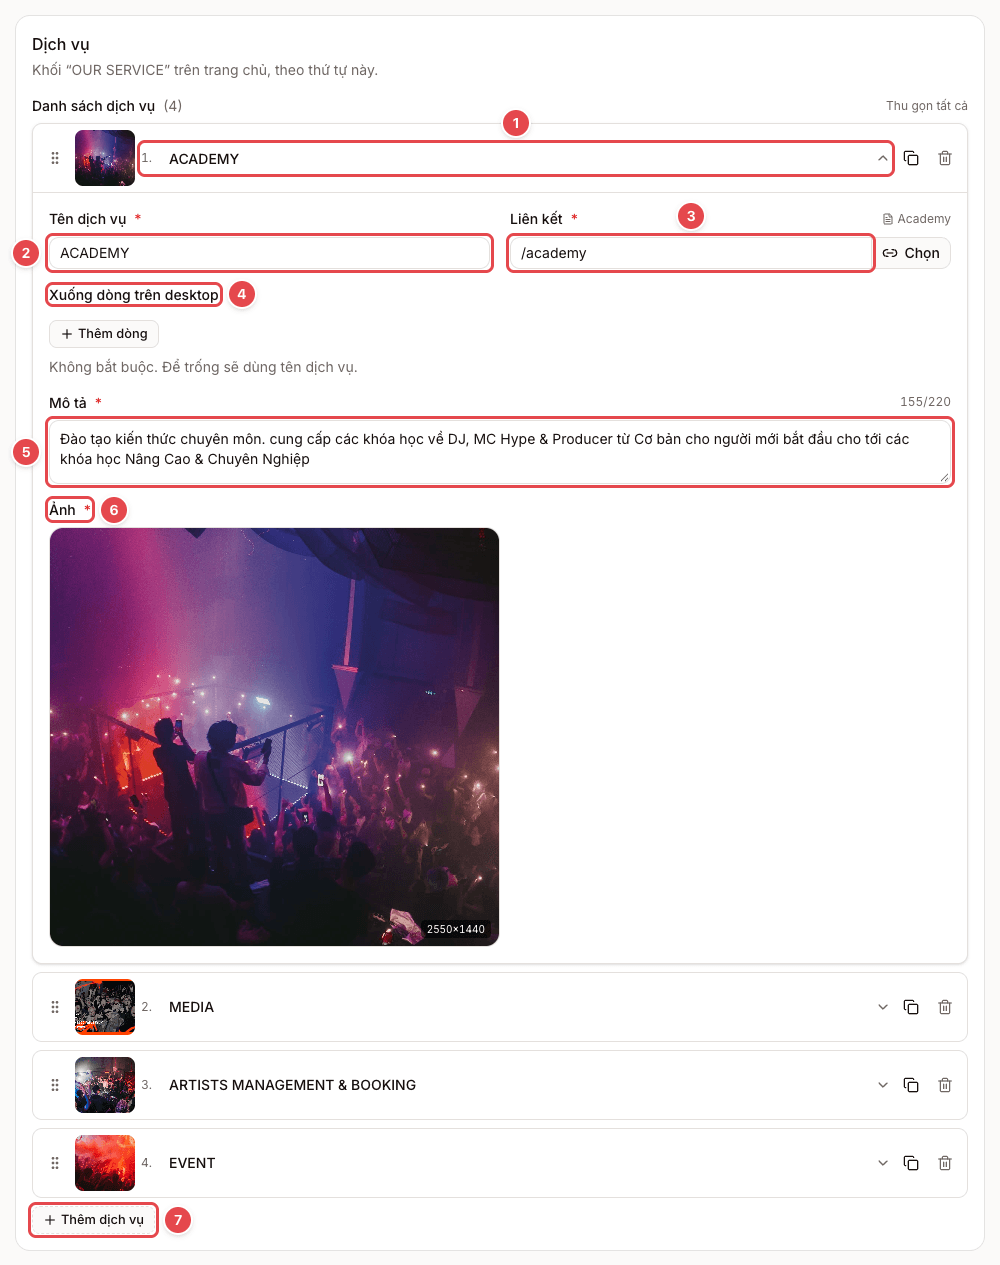 Dịch vụ
Khối “OUR SERVICE” trên trang chủ, theo thứ tự này.
Danh sách dịch vụ (4)
Thu gọn tất cả
1
1. ACADEMY
Tên dịch vụ *
Liên kết *
3
Academy
2
ACADEMY
/academy
Chọn
Xuống dòng trên desktop
4
+ Thêm dòng
Không bắt buộc. Để trống sẽ dùng tên dịch vụ.
Mô tả *
155/220
5
Đào tạo kiến thức chuyên môn. cung cấp các khóa học về DJ, MC Hype & Producer từ Cơ bản cho người mới bắt đầu cho tới các
khóa học Nâng Cao & Chuyên Nghiệp
Ảnh *
6
2550×1440
2. MEDIA
3. ARTISTS MANAGEMENT & BOOKING
4. EVENT
+ Thêm dịch vụ
7